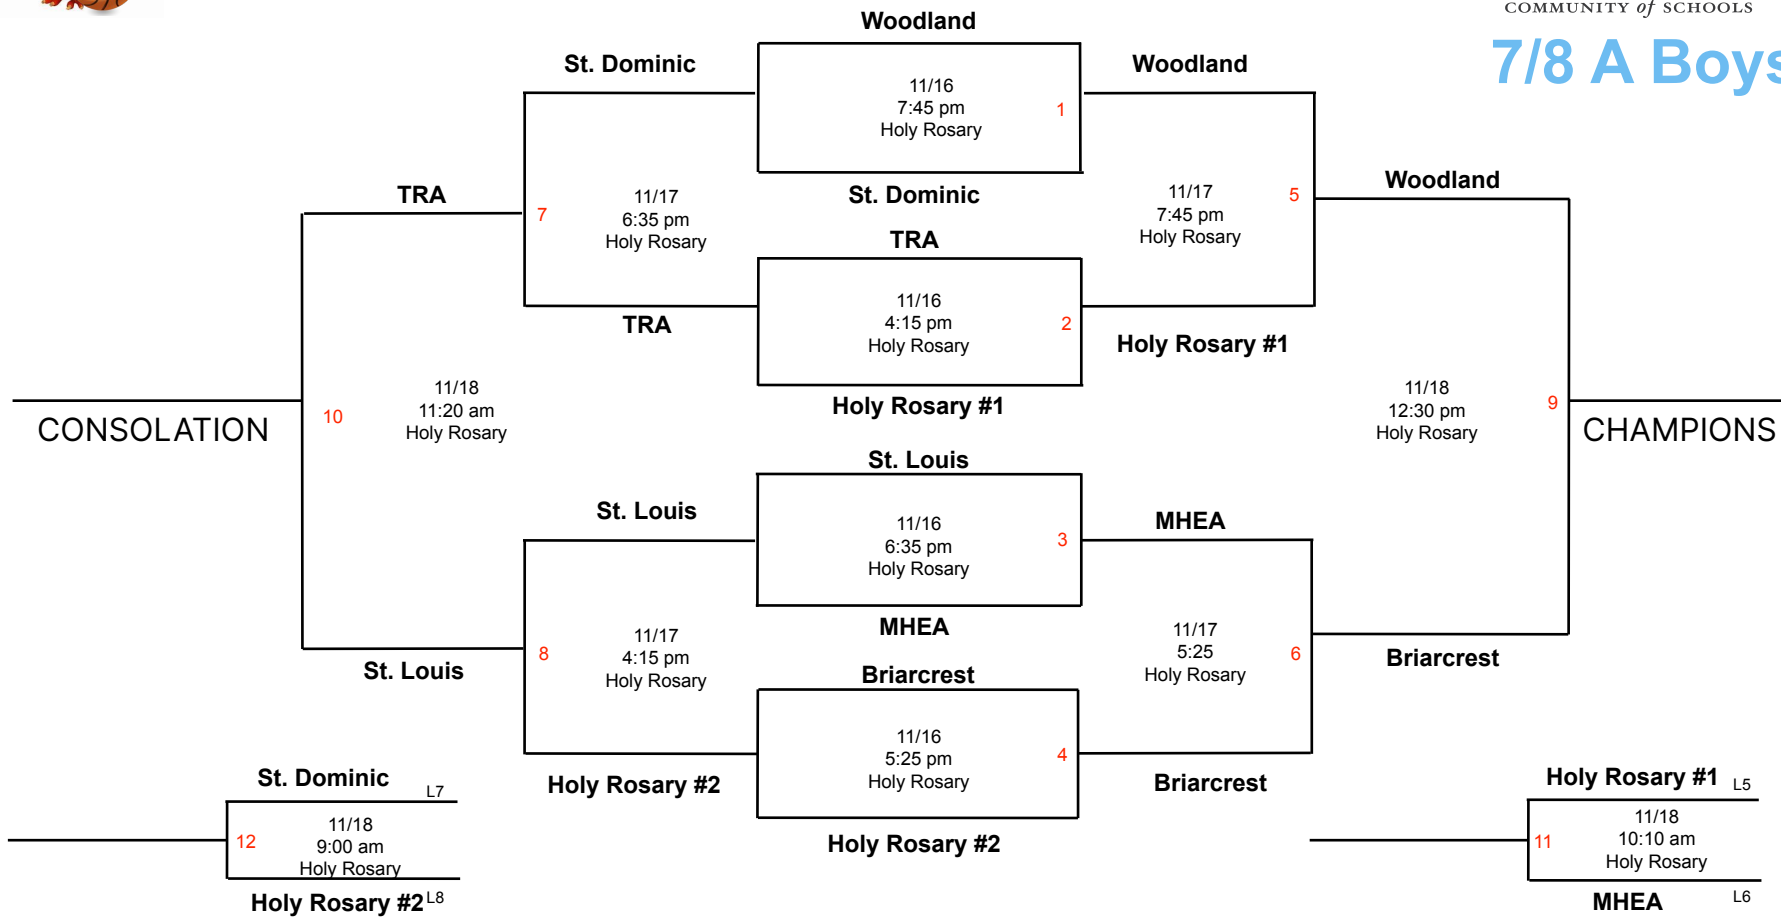 COMMUNITY of SCHOOLS
7/8 A Boys
Woodland
St. Dominic
Woodland
11/16
7:45 pm
Holy Rosary
1
St. Dominic
TRA
7
11/17
6:35 pm
Holy Rosary
11/17
7:45 pm
Holy Rosary
5
Woodland
TRA
11/16
4:15 pm
Holy Rosary
2
TRA
Holy Rosary #1
Holy Rosary #1
10
11/18
11:20 am
Holy Rosary
CONSOLATION
11/18
12:30 pm
Holy Rosary
9
CHAMPIONS
St. Louis
St. Louis
MHEA
11/16
6:35 pm
Holy Rosary
3
MHEA
8
11/17
4:15 pm
Holy Rosary
11/17
5:25
Holy Rosary
6
St. Louis
Briarcrest
Briarcrest
11/16
5:25 pm
Holy Rosary
4
Holy Rosary #2
Briarcrest
Holy Rosary #2
St. Dominic
L7
12
11/18
9:00 am
Holy Rosary
Holy Rosary #2
L8
Holy Rosary #1
L5
11
11/18
10:10 am
Holy Rosary
MHEA
L6